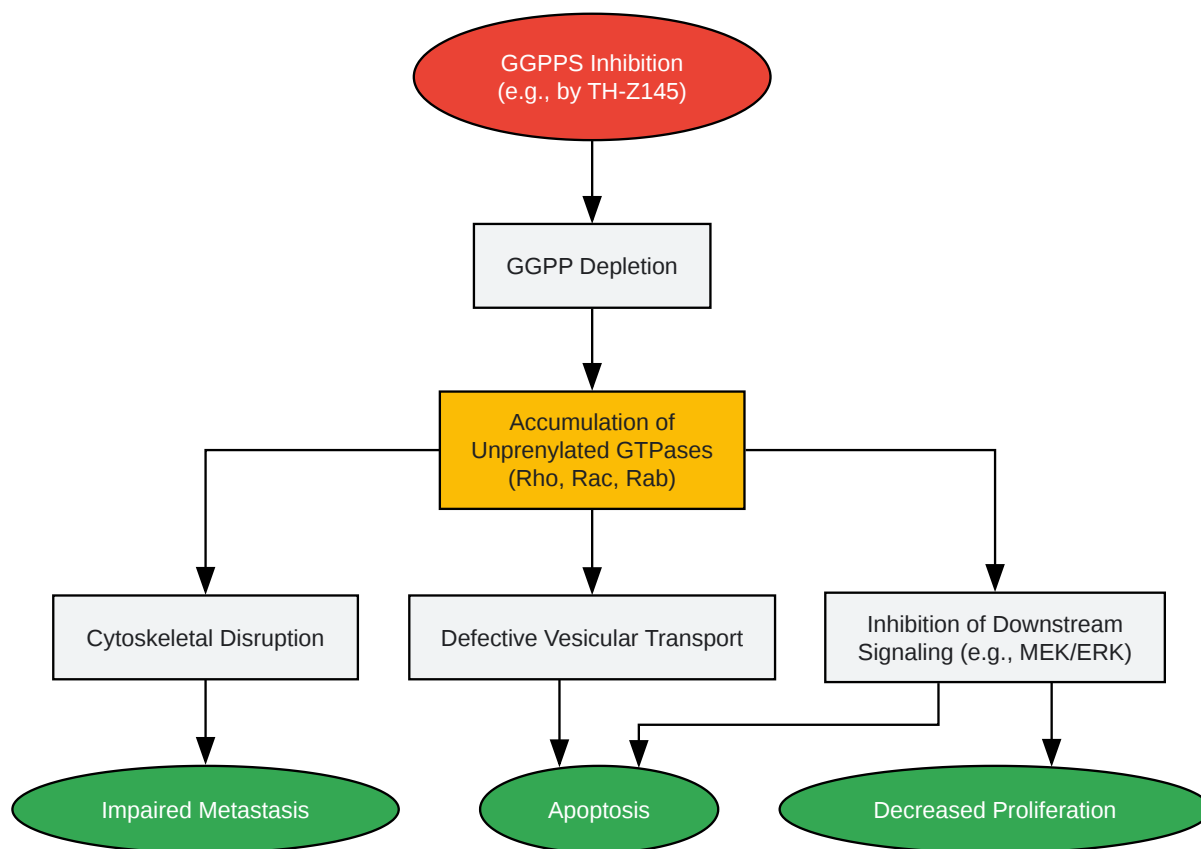 GGPPS Inhibition
(e.g., by TH-Z145)
GGPP Depletion
Accumulation of
Unprenylated GTPases
(Rho, Rac, Rab)
Cytoskeletal Disruption
Defective Vesicular Transport
Inhibition of Downstream
Signaling (e.g., MEK/ERK)
Impaired Metastasis
Apoptosis
Decreased Proliferation